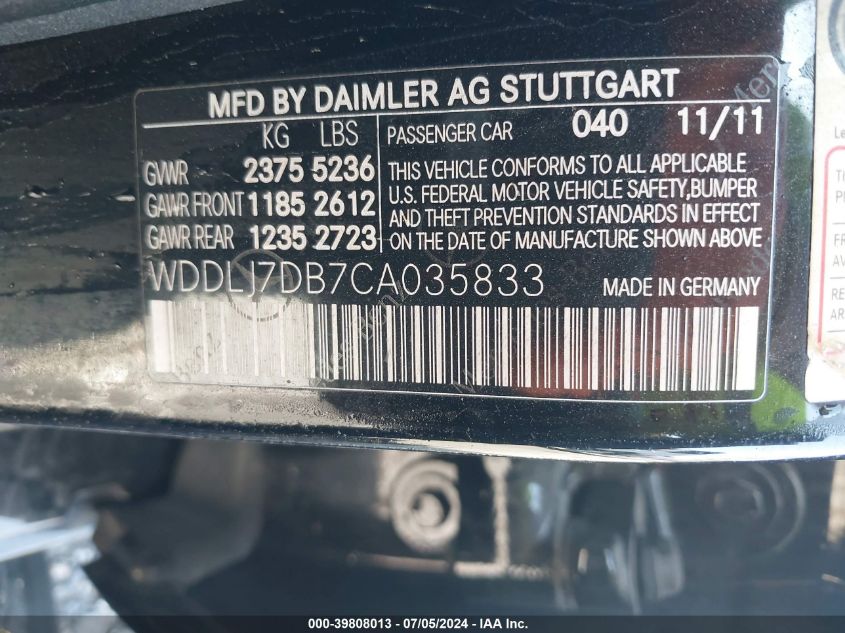 MFD BY DAIMLER AG STUTTGART
KG LBS
GVWR 2375 5236
GAWR FRONT 1185 2612
GAWR REAR 1235 2723
PASSENGER CAR 040 11/11
THIS VEHICLE CONFORMS TO ALL APPLICABLE
U.S. FEDERAL MOTOR VEHICLE SAFETY,BUMPER
AND THEFT PREVENTION STANDARDS IN EFFECT
ON THE DATE OF MANUFACTURE SHOWN ABOVE
WDDLJ7DB7CA035833 MADE IN GERMANY
000-39808013 - 07/05/2024 - IAA Inc.